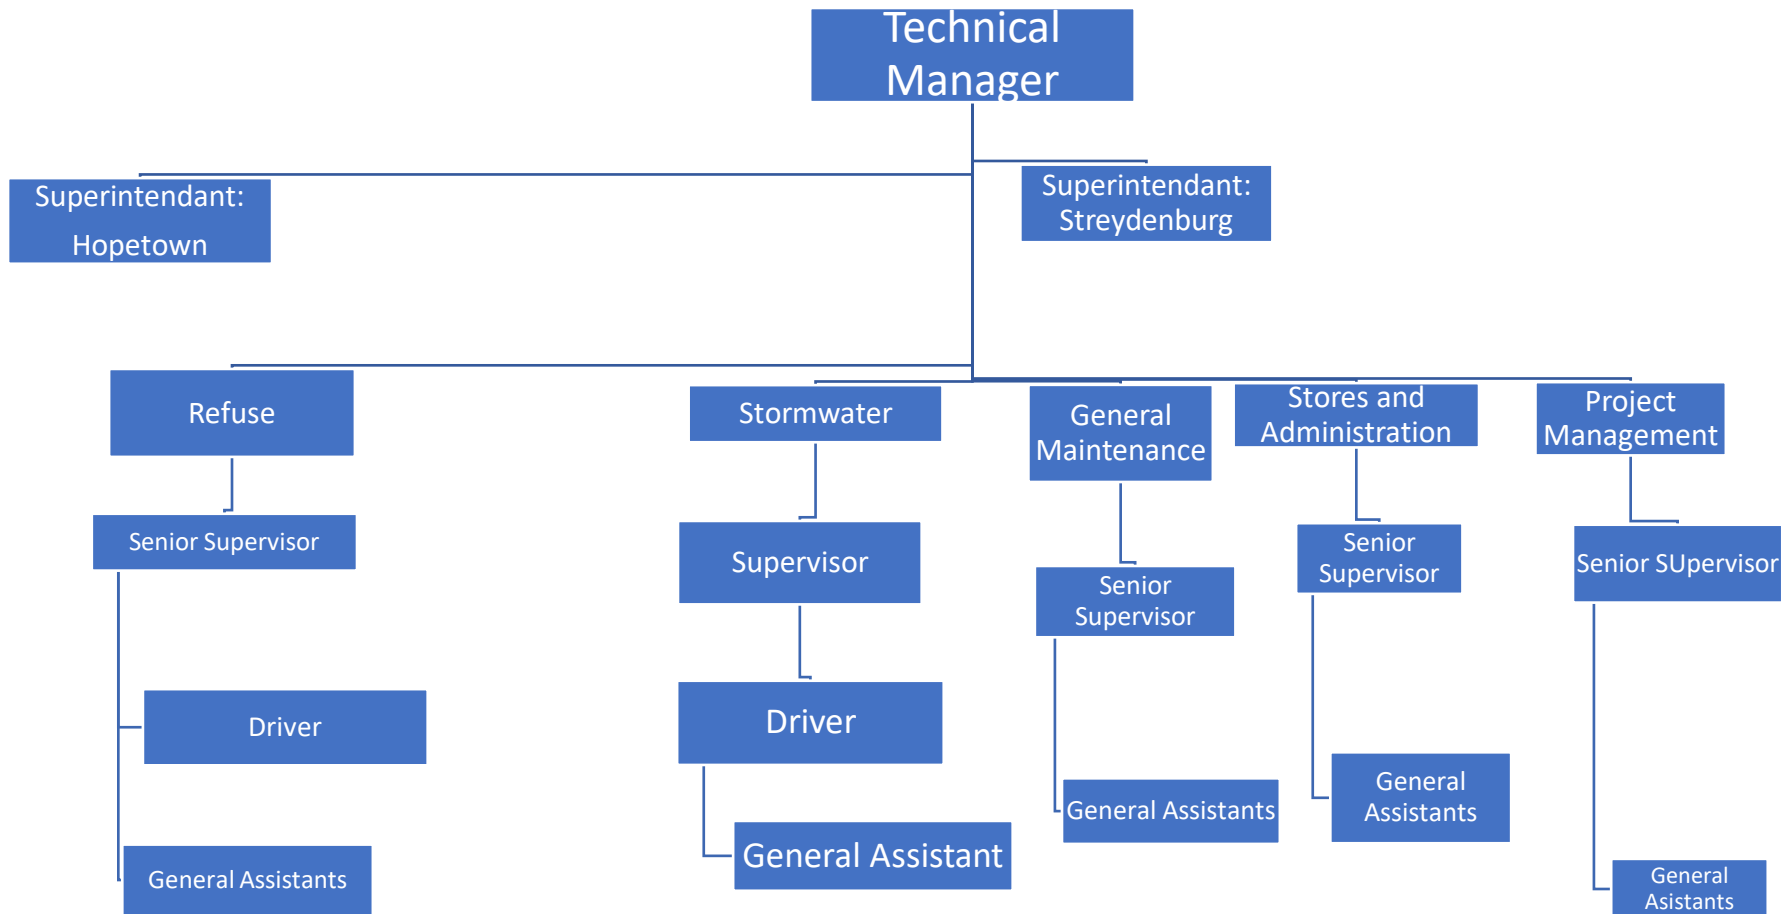 Technical
Manager
Superintendant:
Hopetown
Superintendant:
Streydenburg
Refuse
Stormwater
General
Maintenance
Stores and
Administration
Project
Management
Senior Supervisor
Supervisor
Senior
Supervisor
Senior
Supervisor
Senior SUpervisor
Driver
Driver
General Assistants
General
Assistants
General Assistants
General Assistant
General
Asistants